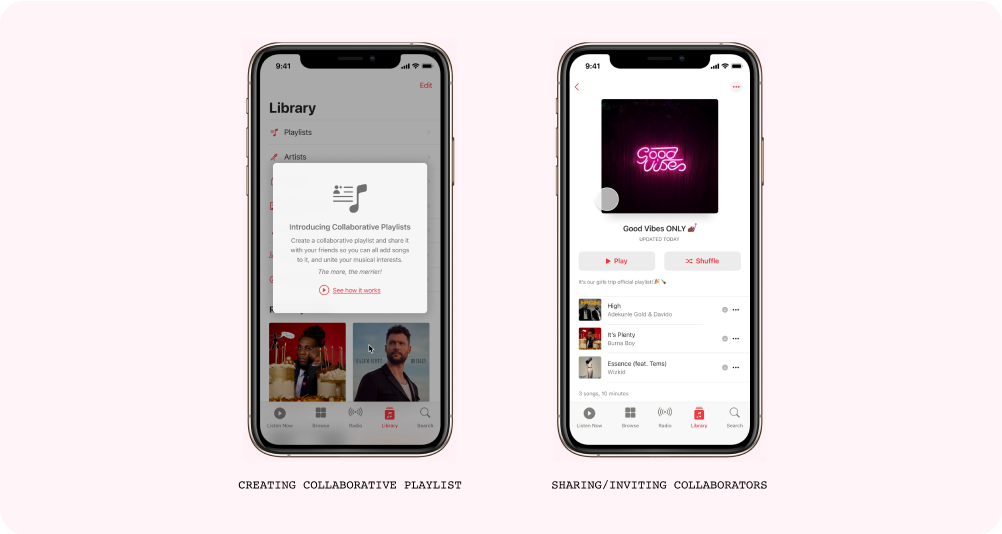 9:41
Edit
Library
Playlists
Artists
Introducing Collaborative Playlists
Create a collaborative playlist and share it
with your friends so you can all add songs
to it, and unite your musical interests.
The more, the merrier!
See how it works
Listen Now
Browse
Radio
Library
Search
CREATING COLLABORATIVE PLAYLIST
9:41
Good
Vibes
Good Vibes ONLY 💅🏿
UPDATED TODAY
Play
Shuffle
It's our girls trip official playlist!
High
Adekunle Gold & Davido
It's Plenty
Burna Boy
Essence (feat. Tems)
Wizkid
3 songs, 10 minutes
Listen Now
Browse
Radio
Library
Search
SHARING/INVITING COLLABORATORS